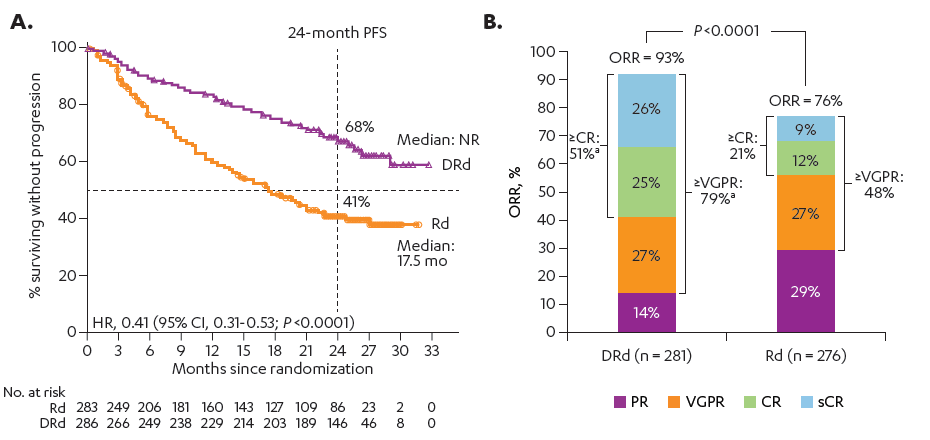 A.
24-month PFS
% surviving without progression
100
80
60
40
20
0
68%
Median: NR
DRd
41%
Rd
Median:
17.5 mo
HR, 0.41 (95% CI, 0.31-0.53; P<0.0001)
0 3 6 9 12 15 18 21 24 27 30 33
Months since randomization
No. at risk
Rd 283 249 206 181 160 143 127 109 86 23 2 0
DRd 286 266 249 238 229 214 203 189 146 46 8 0
B.
P<0.0001
ORR, %
100
90
80
70
60
50
40
30
20
10
0
ORR = 93%
26%
25%
27%
14%
≥CR:
51%ᵃ
≥VGPR:
79%ᵃ
ORR = 76%
9%
12%
27%
29%
≥CR:
21%
≥VGPR:
48%
DRd (n = 281) Rd (n = 276)
PR VGPR CR sCR